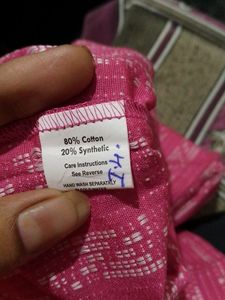 80% Cotton
20% Synthetic
Care Instructions
See Reverse
HAND WASH SEPARATELY